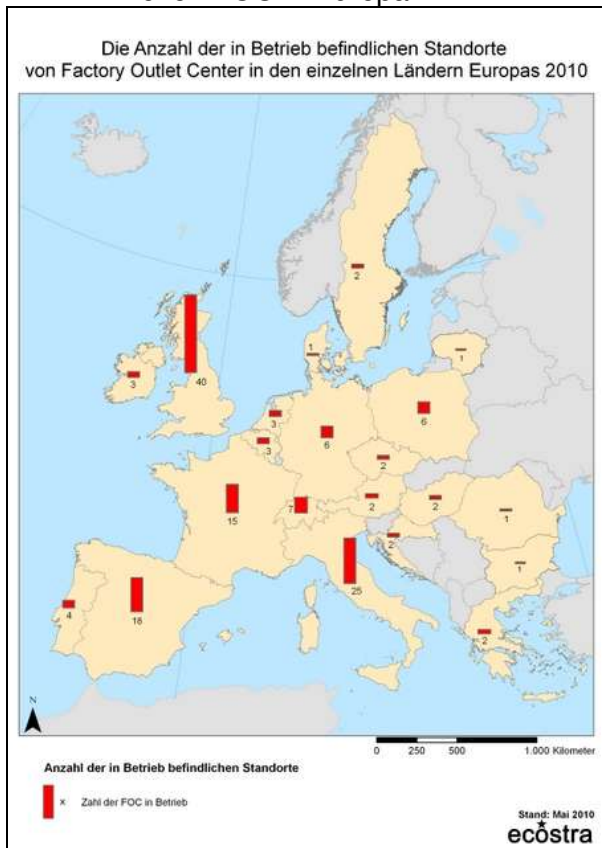 Die Anzahl der in Betrieb befindlichen Standorte
von Factory Outlet Center in den einzelnen Ländern Europas 2010
2
1
1
3
40
3
3
6
6
2
15
7
2
2
1
2
1
25
4
18
2
N
0 250 500 1.000 Kilometer
Anzahl der in Betrieb befindlichen Standorte
x Zahl der FOC in Betrieb
Stand: Mai 2010
ecostra